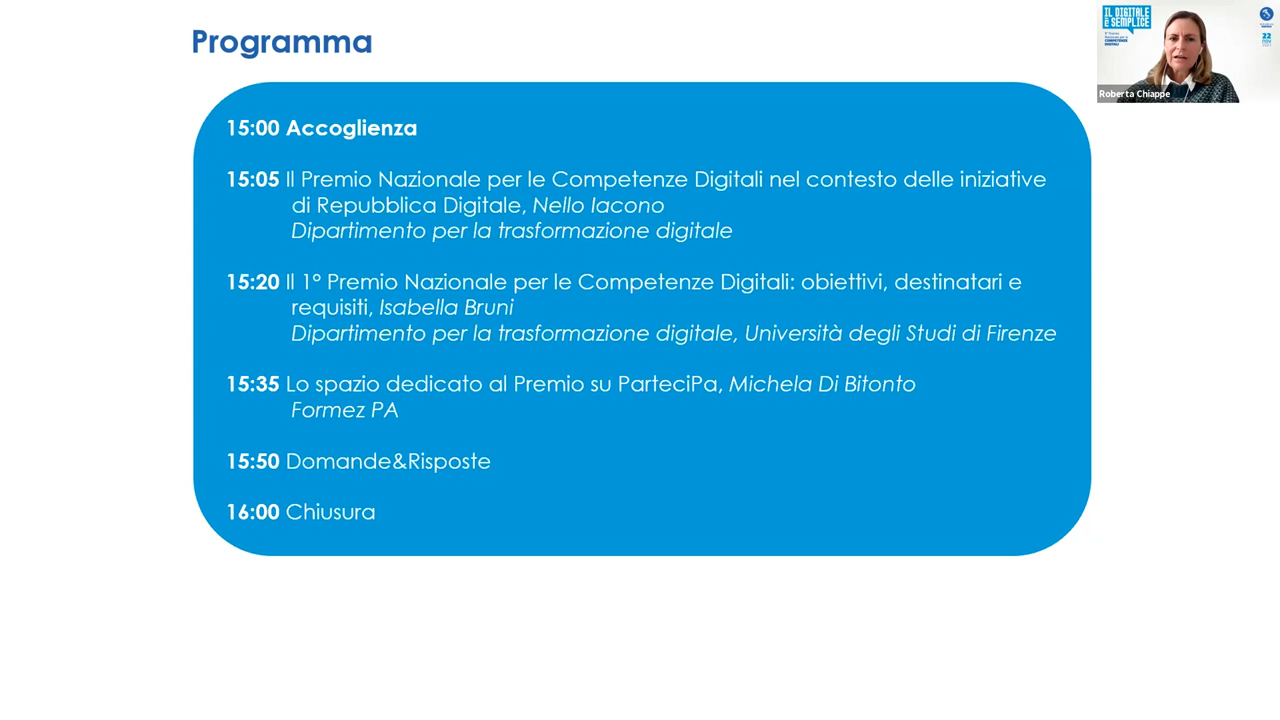 Programma
15:00 Accoglienza
15:05 Il Premio Nazionale per le Competenze Digitali nel contesto delle iniziative
di Repubblica Digitale, Nello Iacono
Dipartimento per la trasformazione digitale
15:20 Il 1° Premio Nazionale per le Competenze Digitali: obiettivi, destinatari e
requisiti, Isabella Bruni
Dipartimento per la trasformazione digitale, Università degli Studi di Firenze
15:35 Lo spazio dedicato al Premio su ParteciPa, Michela Di Bitonto
Formez PA
15:50 Domande&Risposte
16:00 Chiusura
IL DIGITALE
È SEMPLICE
COMPETENZE
DIGITALI
22
Roberta Chiappe